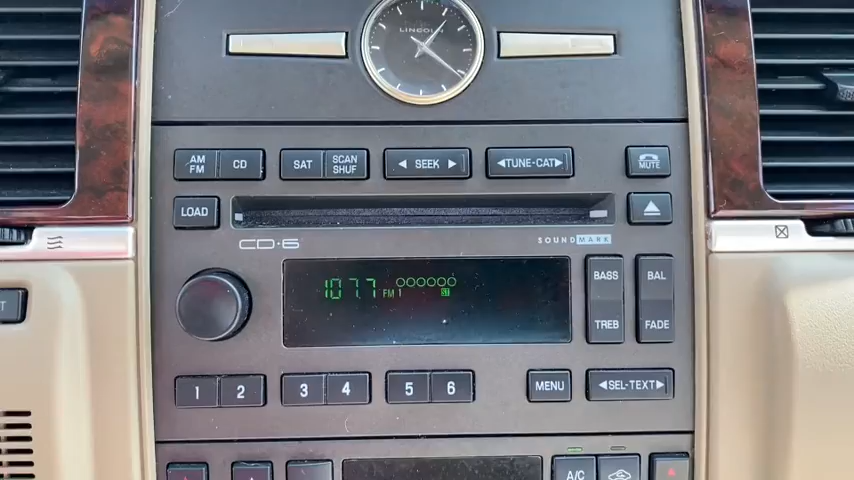 LINCOLN
AM FM
CD
SAT
SCAN SHUF
◄ SEEK ►
◄TUNE-CAT►
MUTE
LOAD
CD·6
SOUNDMARK
107.7 FM1
ST
BASS
TREB
BAL
FADE
1 2 3 4 5 6
MENU
◄SEL-TEXT►
T
A/C